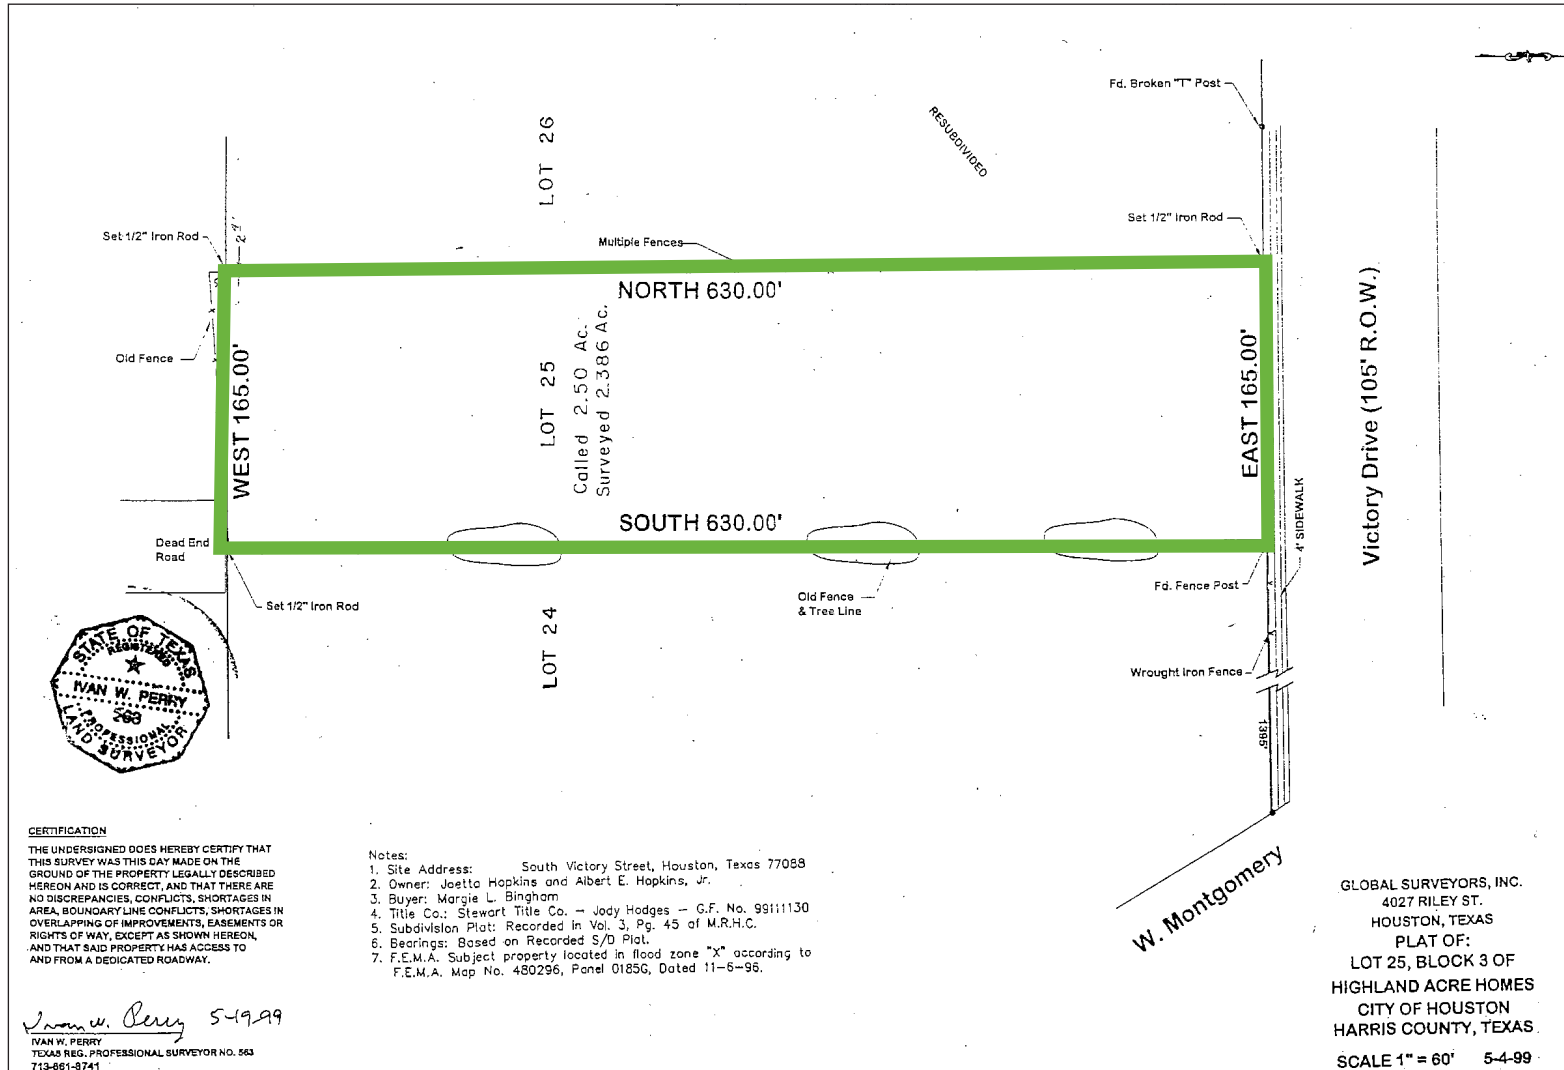 Fd. Broken "T" Post
RESUBDIVIDED
LOT 26
Set 1/2" Iron Rod
2.1'
Multiple Fences
Set 1/2" Iron Rod
NORTH 630.00'
Old Fence
WEST 165.00'
LOT 25
Called 2.50 Ac.
Surveyed 2.386 Ac.
EAST 165.00'
Victory Drive (105' R.O.W.)
SOUTH 630.00'
4' SIDEWALK
Dead End
Road
Set 1/2" Iron Rod
Old Fence
& Tree Line
Fd. Fence Post
LOT 24
Wrought Iron Fence
1395'
W. Montgomery
STATE OF TEXAS
REGISTERED
IVAN W. PERRY
563
PROFESSIONAL
LAND SURVEYOR
CERTIFICATION
THE UNDERSIGNED DOES HEREBY CERTIFY THAT
THIS SURVEY WAS THIS DAY MADE ON THE
GROUND OF THE PROPERTY LEGALLY DESCRIBED
HEREON AND IS CORRECT, AND THAT THERE ARE
NO DISCREPANCIES, CONFLICTS, SHORTAGES IN
AREA, BOUNDARY LINE CONFLICTS, SHORTAGES IN
OVERLAPPING OF IMPROVEMENTS, EASEMENTS OR
RIGHTS OF WAY, EXCEPT AS SHOWN HEREON,
AND THAT SAID PROPERTY HAS ACCESS TO
AND FROM A DEDICATED ROADWAY.
Ivan W. Perry 5-19-99
IVAN W. PERRY
TEXAS REG. PROFESSIONAL SURVEYOR NO. 563
713-861-8741
Notes:
1. Site Address: South Victory Street, Houston, Texas 77088
2. Owner: Joetta Hopkins and Albert E. Hopkins, Jr.
3. Buyer: Margie L. Bingham
4. Title Co.: Stewart Title Co. – Jody Hodges – G.F. No. 99111130
5. Subdivision Plat: Recorded in Vol. 3, Pg. 45 of M.R.H.C.
6. Bearings: Based on Recorded S/D Plat.
7. F.E.M.A. Subject property located in flood zone "X" according to
F.E.M.A. Map No. 480296, Panel 0185G, Dated 11-6-96.
GLOBAL SURVEYORS, INC.
4027 RILEY ST.
HOUSTON, TEXAS
PLAT OF:
LOT 25, BLOCK 3 OF
HIGHLAND ACRE HOMES
CITY OF HOUSTON
HARRIS COUNTY, TEXAS
SCALE 1" = 60' 5-4-99